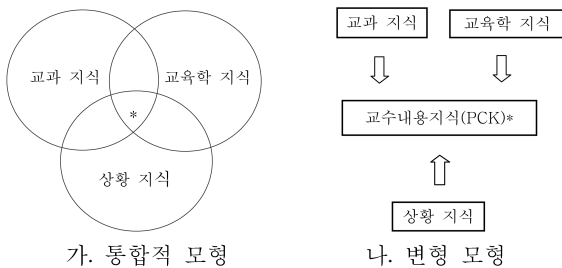 교과 지식
교육학 지식
*
상황 지식
가. 통합적 모형
교과 지식
교육학 지식
교수내용지식(PCK)*
상황 지식
나. 변형 모형